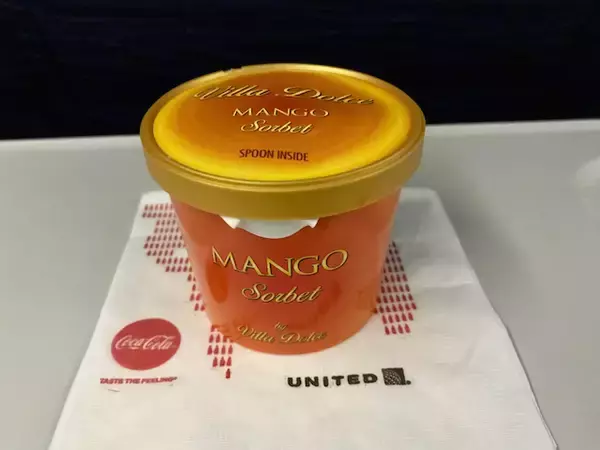 Villa Dolce
MANGO
Sorbet
SPOON INSIDE
MANGO
Sorbet
by
Villa Dolce
Coca-Cola
TASTE THE FEELING
UNITED